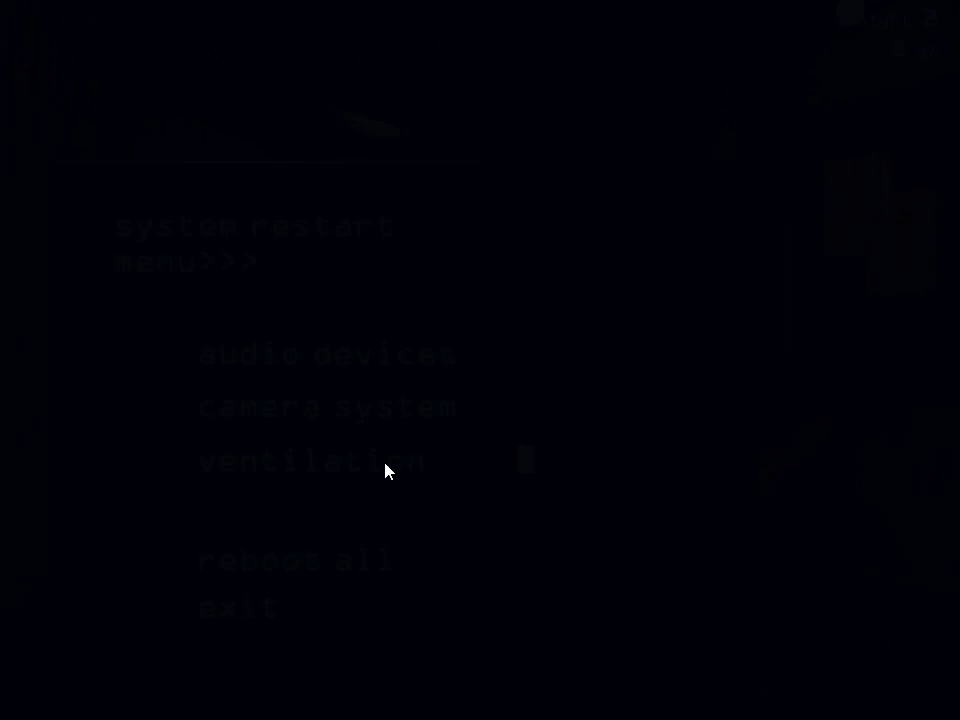 system restart
menu>>>
audio devices
camera system
ventilation
reboot all
exit